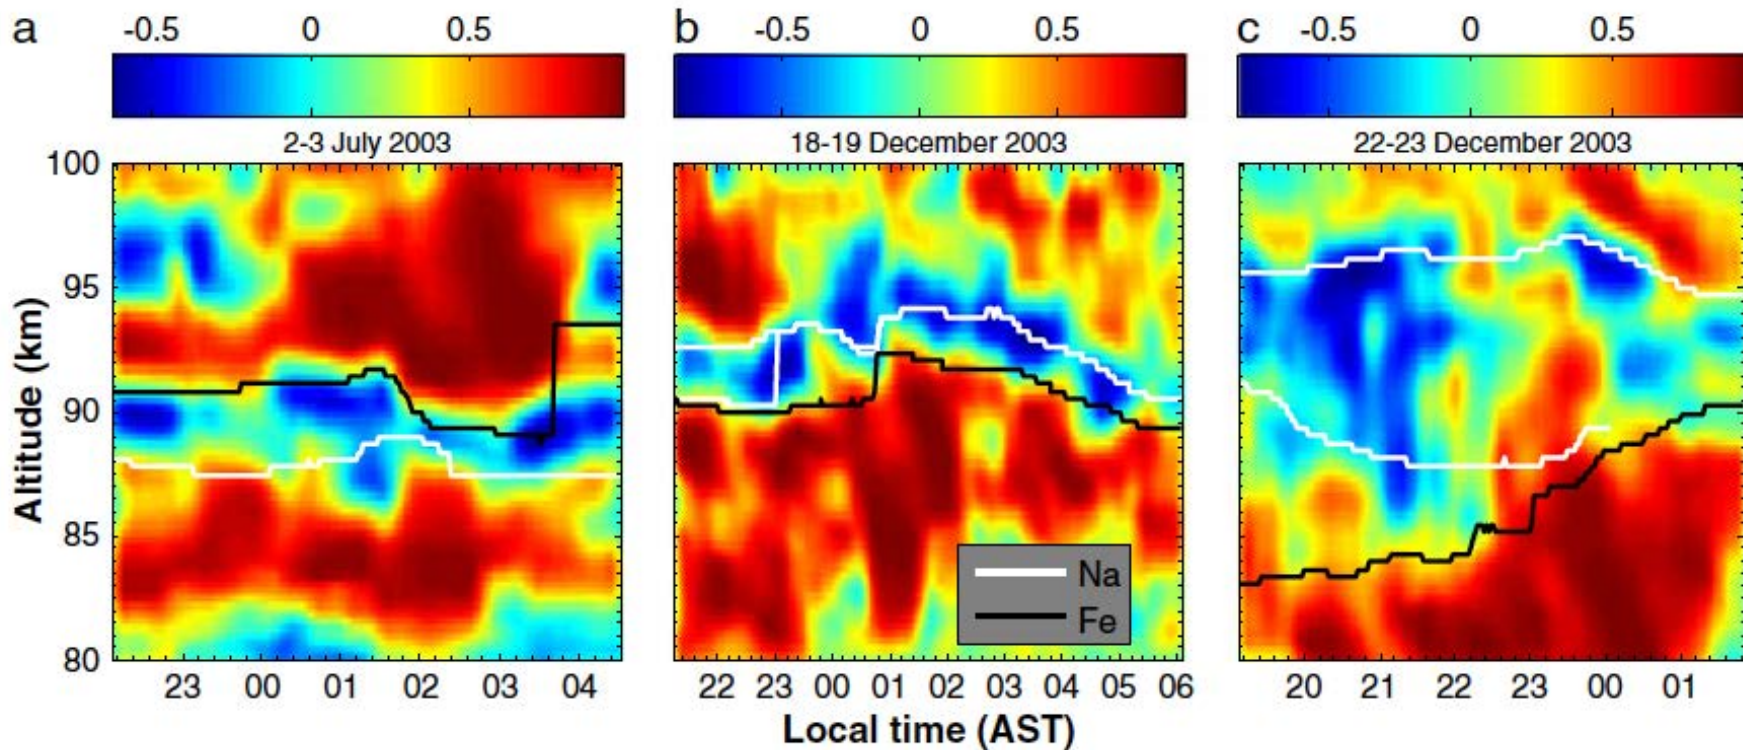 a -0.5 0 0.5 b -0.5 0 0.5 c -0.5 0 0.5
2-3 July 2003 18-19 December 2003 22-23 December 2003
100
95
90
85
80
Altitude (km)
Na
Fe
23 00 01 02 03 04 22 23 00 01 02 03 04 05 06 20 21 22 23 00 01
Local time (AST)